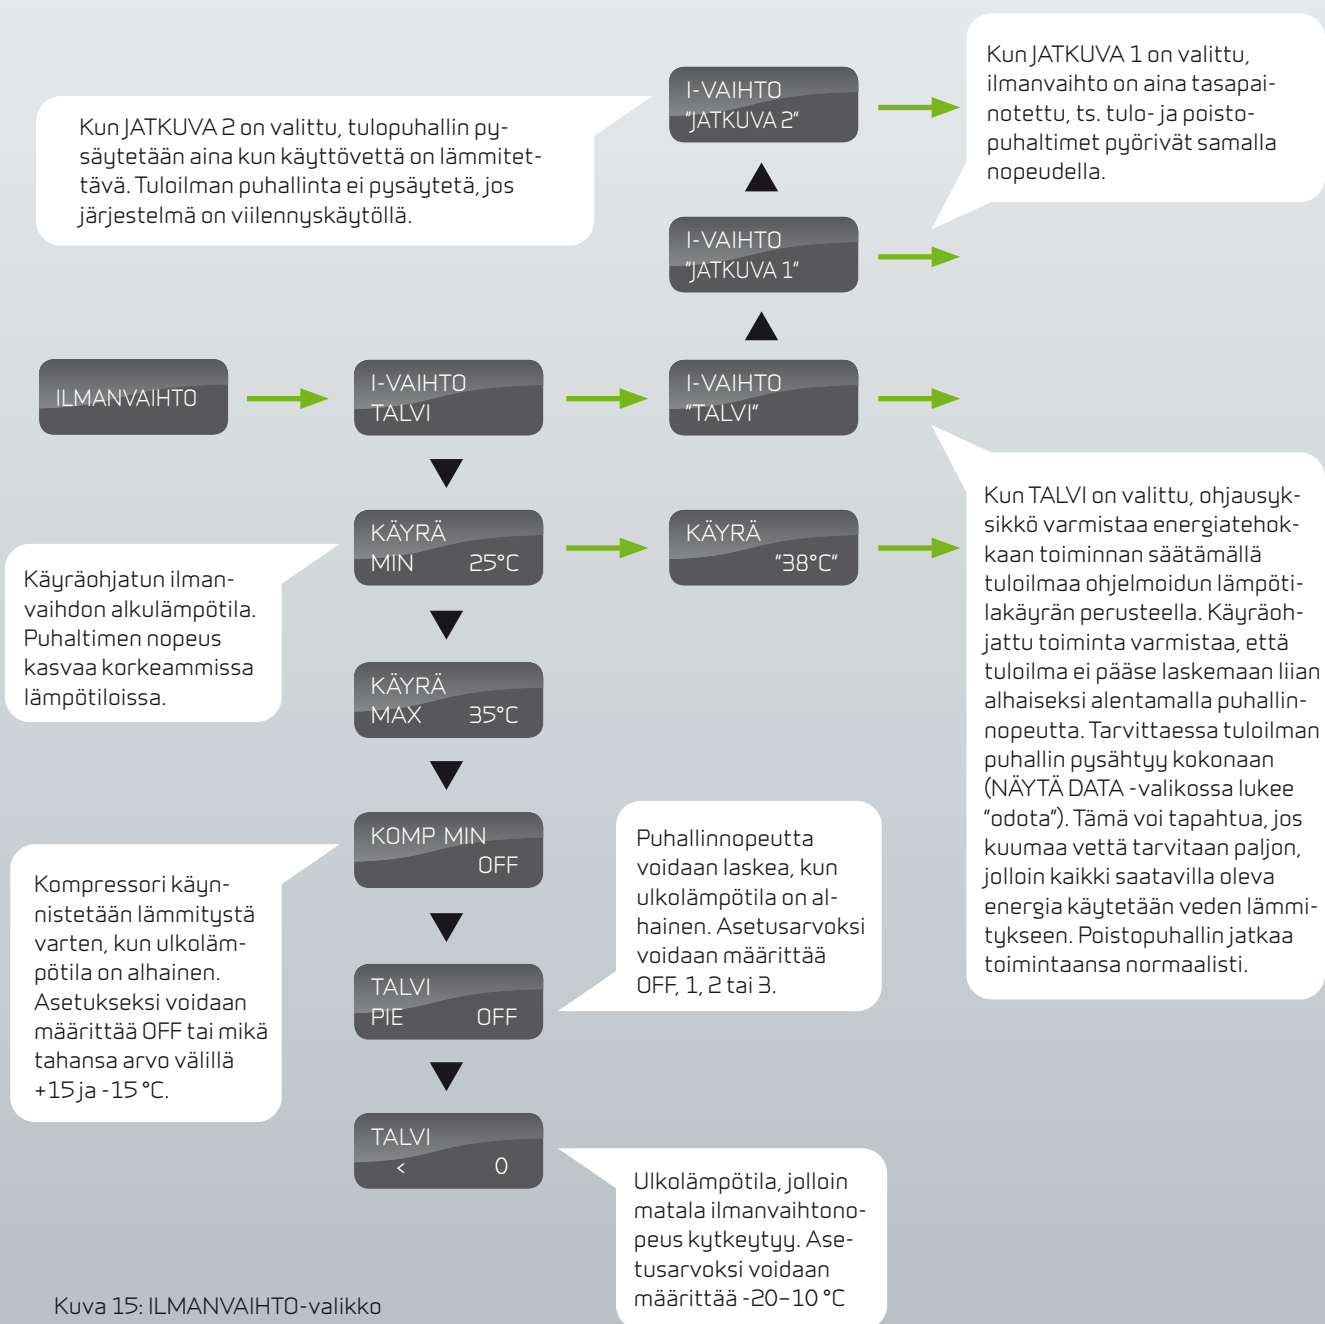 Kun JATKUVA 2 on valittu, tulopuhallin py-
säytetään aina kun käyttövettä on lämmitet-
tävä. Tuloilman puhallinta ei pysäytetä, jos
järjestelmä on viilennyskäytöllä.
I-VAIHTO
"JATKUVA 2"
Kun JATKUVA 1 on valittu,
ilmanvaihto on aina tasapai-
notettu, ts. tulo- ja poisto-
puhaltimet pyörivät samalla
nopeudella.
I-VAIHTO
"JATKUVA 1"
ILMANVAIHTO
I-VAIHTO
TALVI
I-VAIHTO
"TALVI"
Kun TALVI on valittu, ohjausyk-
sikkö varmistaa energiatehok-
kaan toiminnan säätämällä
tuloilmaa ohjelmoidun lämpöti-
lakäyrän perusteella. Käyräoh-
jattu toiminta varmistaa, että
tuloilma ei pääse laskemaan liian
alhaiseksi alentamalla puhallin-
nopeutta. Tarvittaessa tuloilman
puhallin pysähtyy kokonaan
(NÄYTÄ DATA -valikossa lukee
"odota"). Tämä voi tapahtua, jos
kuumaa vettä tarvitaan paljon,
jolloin kaikki saatavilla oleva
energia käytetään veden lämmi-
tykseen. Poistopuhallin jatkaa
toimintaansa normaalisti.
Käyräohjatun ilman-
vaihdon alkulämpötila.
Puhaltimen nopeus
kasvaa korkeammissa
lämpötiloissa.
KÄYRÄ
MIN 25°C
KÄYRÄ
"38°C"
KÄYRÄ
MAX 35°C
Kompressori käyn-
nistetään lämmitystä
varten, kun ulkoläm-
pötila on alhainen.
Asetukseksi voidaan
määrittää OFF tai mikä
tahansa arvo välillä
+15 ja -15 °C.
KOMP MIN
OFF
Puhallinnopeutta
voidaan laskea, kun
ulkolämpötila on al-
hainen. Asetusarvoksi
voidaan määrittää
OFF, 1, 2 tai 3.
TALVI
PIE OFF
TALVI
< 0
Ulkolämpötila, jolloin
matala ilmanvaihtono-
peus kytkeytyy. Ase-
tusarvoksi voidaan
määrittää -20–10 °C
Kuva 15: ILMANVAIHTO-valikko